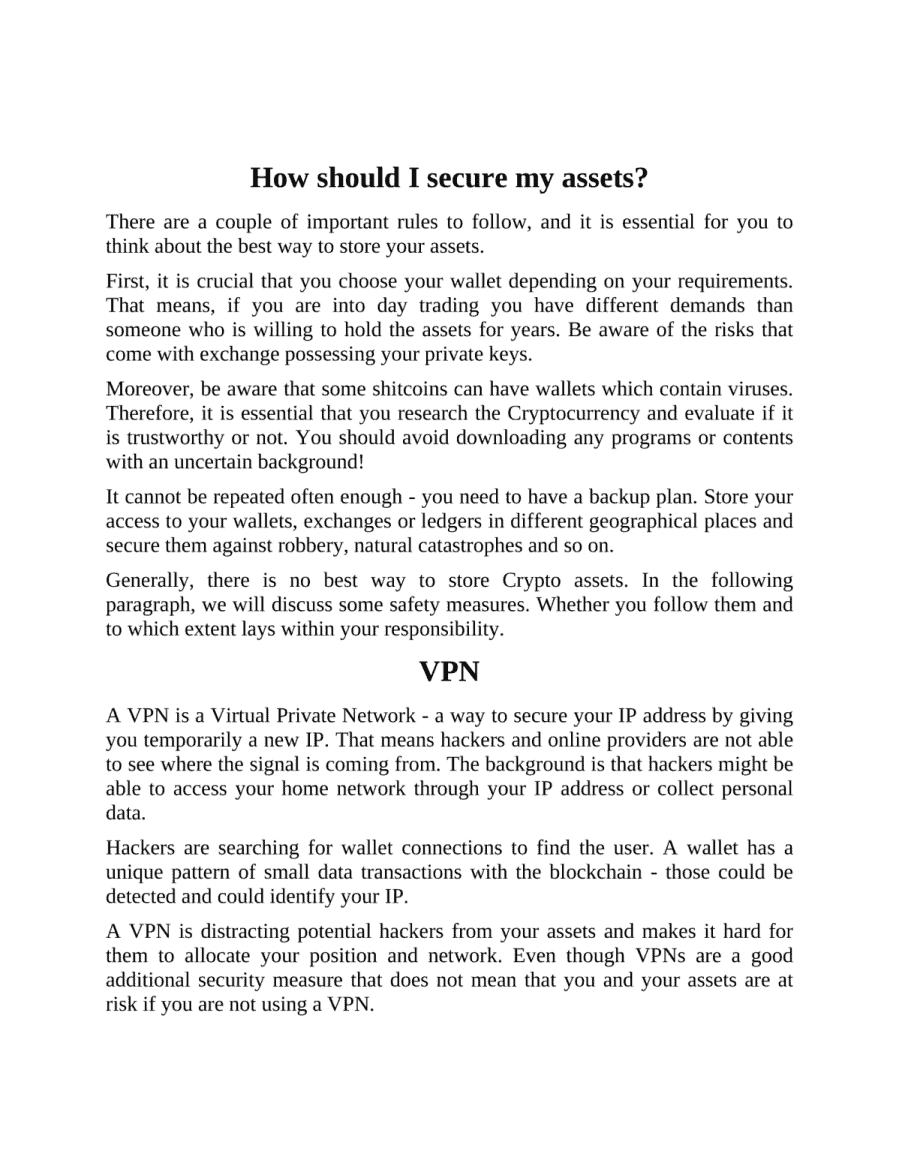 How should I secure my assets?
There are a couple of important rules to follow, and it is essential for you to
think about the best way to store your assets.
First, it is crucial that you choose your wallet depending on your requirements.
That means, if you are into day trading you have different demands than
someone who is willing to hold the assets for years. Be aware of the risks that
come with exchange possessing your private keys.
Moreover, be aware that some shitcoins can have wallets which contain viruses.
Therefore, it is essential that you research the Cryptocurrency and evaluate if it
is trustworthy or not. You should avoid downloading any programs or contents
with an uncertain background!
It cannot be repeated often enough - you need to have a backup plan. Store your
access to your wallets, exchanges or ledgers in different geographical places and
secure them against robbery, natural catastrophes and so on.
Generally, there is no best way to store Crypto assets. In the following
paragraph, we will discuss some safety measures. Whether you follow them and
to which extent lays within your responsibility.
VPN
A VPN is a Virtual Private Network - a way to secure your IP address by giving
you temporarily a new IP. That means hackers and online providers are not able
to see where the signal is coming from. The background is that hackers might be
able to access your home network through your IP address or collect personal
data.
Hackers are searching for wallet connections to find the user. A wallet has a
unique pattern of small data transactions with the blockchain - those could be
detected and could identify your IP.
A VPN is distracting potential hackers from your assets and makes it hard for
them to allocate your position and network. Even though VPNs are a good
additional security measure that does not mean that you and your assets are at
risk if you are not using a VPN.